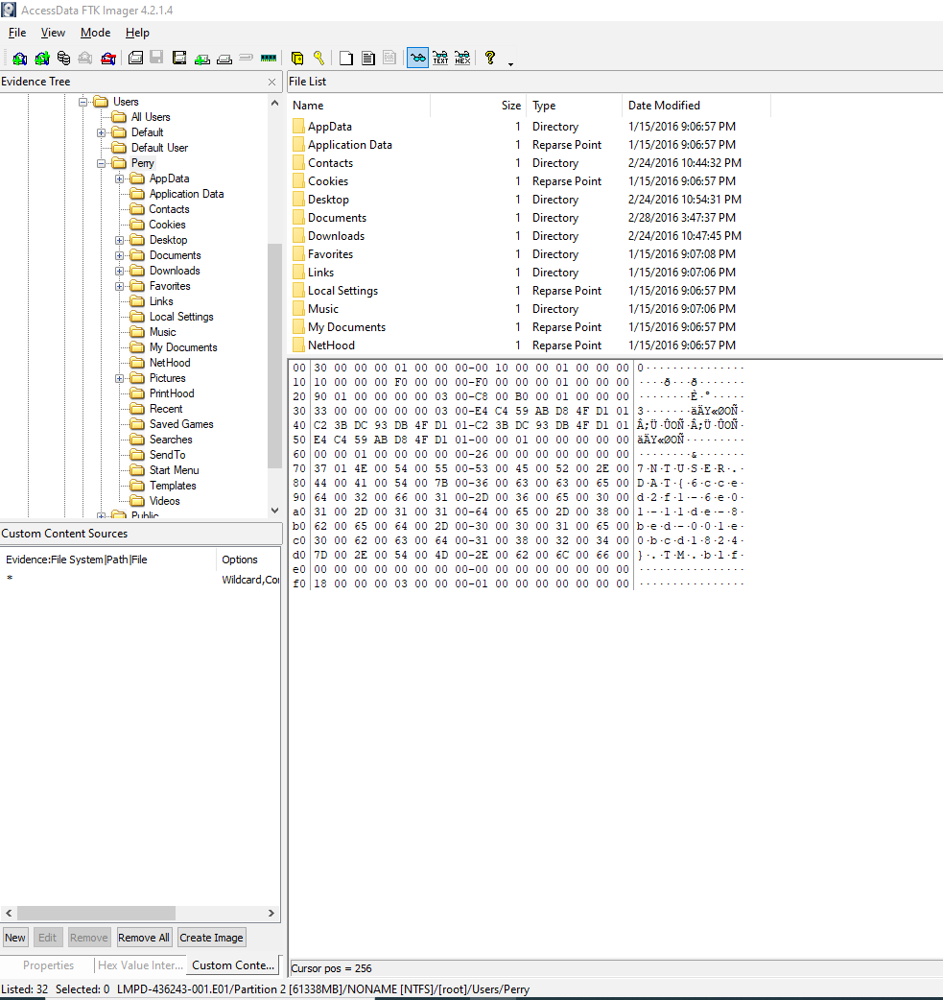 AccessData FTK Imager 4.2.1.4
File View Mode Help
Evidence Tree
Users
All Users
Default
Default User
Perry
AppData
Application Data
Contacts
Cookies
Desktop
Documents
Downloads
Favorites
Links
Local Settings
Music
My Documents
NetHood
Pictures
PrintHood
Recent
Saved Games
Searches
SendTo
Start Menu
Templates
Videos
Public
Custom Content Sources
Evidence:File System|Path|File Options
* Wildcard,Con
New Edit Remove Remove All Create Image
Properties Hex Value Inter... Custom Conte...
File List
Name Size Type Date Modified
AppData 1 Directory 1/15/2016 9:06:57 PM
Application Data 1 Reparse Point 1/15/2016 9:06:57 PM
Contacts 1 Directory 2/24/2016 10:44:32 PM
Cookies 1 Reparse Point 1/15/2016 9:06:57 PM
Desktop 1 Directory 2/24/2016 10:54:31 PM
Documents 1 Directory 2/28/2016 3:47:37 PM
Downloads 1 Directory 2/24/2016 10:47:45 PM
Favorites 1 Directory 1/15/2016 9:07:08 PM
Links 1 Directory 1/15/2016 9:07:06 PM
Local Settings 1 Reparse Point 1/15/2016 9:06:57 PM
Music 1 Directory 1/15/2016 9:07:06 PM
My Documents 1 Reparse Point 1/15/2016 9:06:57 PM
NetHood 1 Reparse Point 1/15/2016 9:06:57 PM
00 30 00 00 00 01 00 00 00-00 10 00 00 01 00 00 00 0···············
10 10 00 00 00 F0 00 00 00-F0 00 00 00 01 00 00 00 ····ð···ð·······
20 90 01 00 00 00 00 03 00-C8 00 B0 00 01 00 00 00 ········È·°·····
30 33 00 00 00 00 00 03 00-E4 C4 59 AB D8 4F D1 01 3·······äÄY«ØOÑ·
40 C2 3B DC 93 DB 4F D1 01-C2 3B DC 93 DB 4F D1 01 Â;Ü·ÛOÑ·Â;Ü·ÛOÑ·
50 E4 C4 59 AB D8 4F D1 01-00 00 01 00 00 00 00 00 äÄY«ØOÑ·········
60 00 00 01 00 00 00 00 00-26 00 00 00 00 00 00 00 ········&·······
70 37 01 4E 00 54 00 55 00-53 00 45 00 52 00 2E 00 7·N·T·U·S·E·R·.·
80 44 00 41 00 54 00 7B 00-36 00 63 00 63 00 65 00 D·A·T·{·6·c·c·e·
90 64 00 32 00 66 00 31 00-2D 00 36 00 65 00 30 00 d·2·f·1·-·6·e·0·
a0 31 00 2D 00 31 00 31 00-64 00 65 00 2D 00 38 00 1·-·1·1·d·e·-·8·
b0 62 00 65 00 64 00 2D 00-30 00 30 00 31 00 65 00 b·e·d·-·0·0·1·e·
c0 30 00 62 00 63 00 64 00-31 00 38 00 32 00 34 00 0·b·c·d·1·8·2·4·
d0 7D 00 2E 00 54 00 4D 00-2E 00 62 00 6C 00 66 00 }·.·T·M·.·b·l·f·
e0 00 00 00 00 00 00 00 00-00 00 00 00 00 00 00 00 ················
f0 18 00 00 00 03 00 00 00-01 00 00 00 00 00 00 00 ················
Cursor pos = 256
Listed: 32 Selected: 0 LMPD-436243-001.E01/Partition 2 [61338MB]/NONAME [NTFS]/[root]/Users/Perry